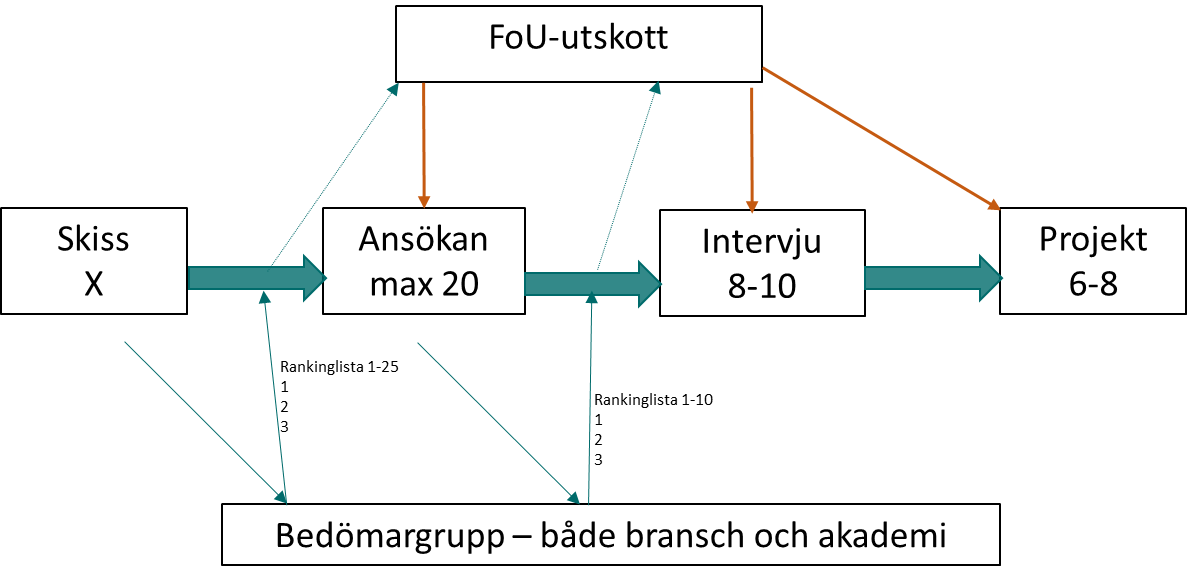 FoU-utskott
Skiss
X
Ansökan
max 20
Intervju
8-10
Projekt
6-8
Rankinglista 1-25
1
2
3
Rankinglista 1-10
1
2
3
Bedömargrupp – både bransch och akademi